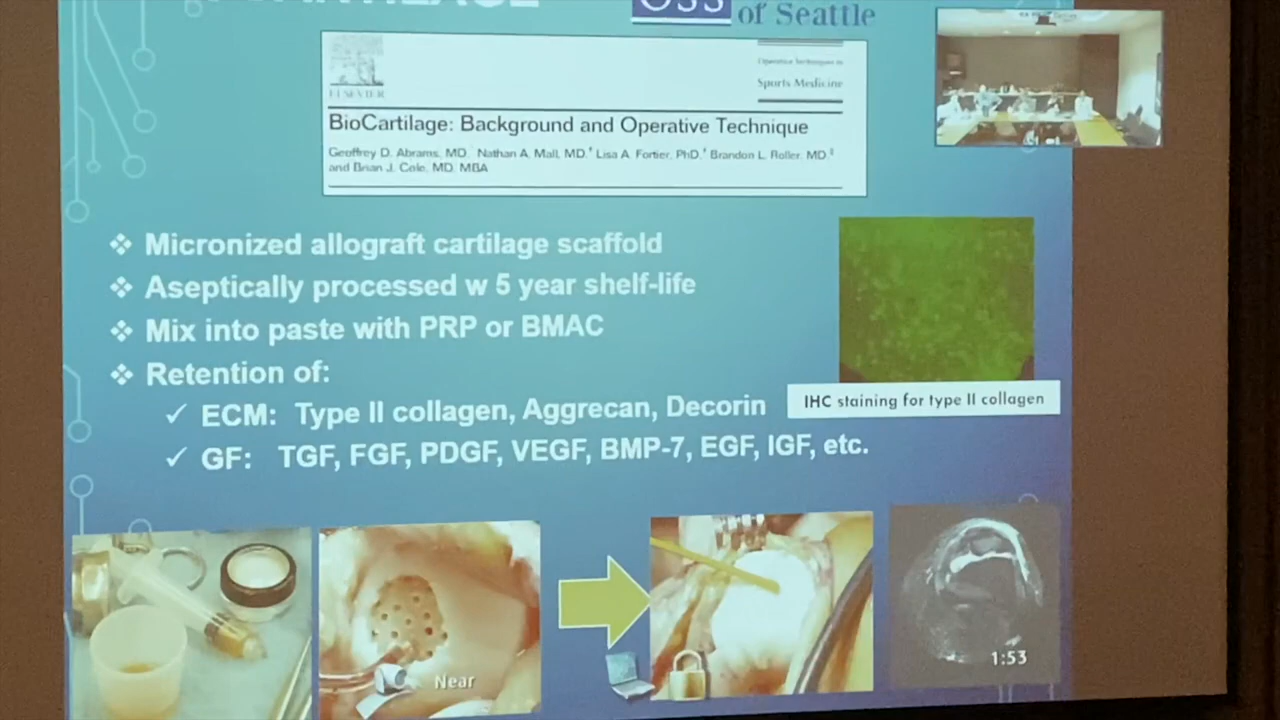 of Seattle
ELSEVIER
Operative Techniques in
Sports Medicine
BioCartilage: Background and Operative Technique
Geoffrey D. Abrams, MD, Nathan A. Mall, MD,† Lisa A. Fortier, PhD,† Brandon L. Roller, MD,‡
and Brian J. Cole, MD, MBA
❖ Micronized allograft cartilage scaffold
❖ Aseptically processed w 5 year shelf-life
❖ Mix into paste with PRP or BMAC
❖ Retention of:
✓ ECM: Type II collagen, Aggrecan, Decorin
IHC staining for type II collagen
✓ GF: TGF, FGF, PDGF, VEGF, BMP-7, EGF, IGF, etc.
Near
1:53